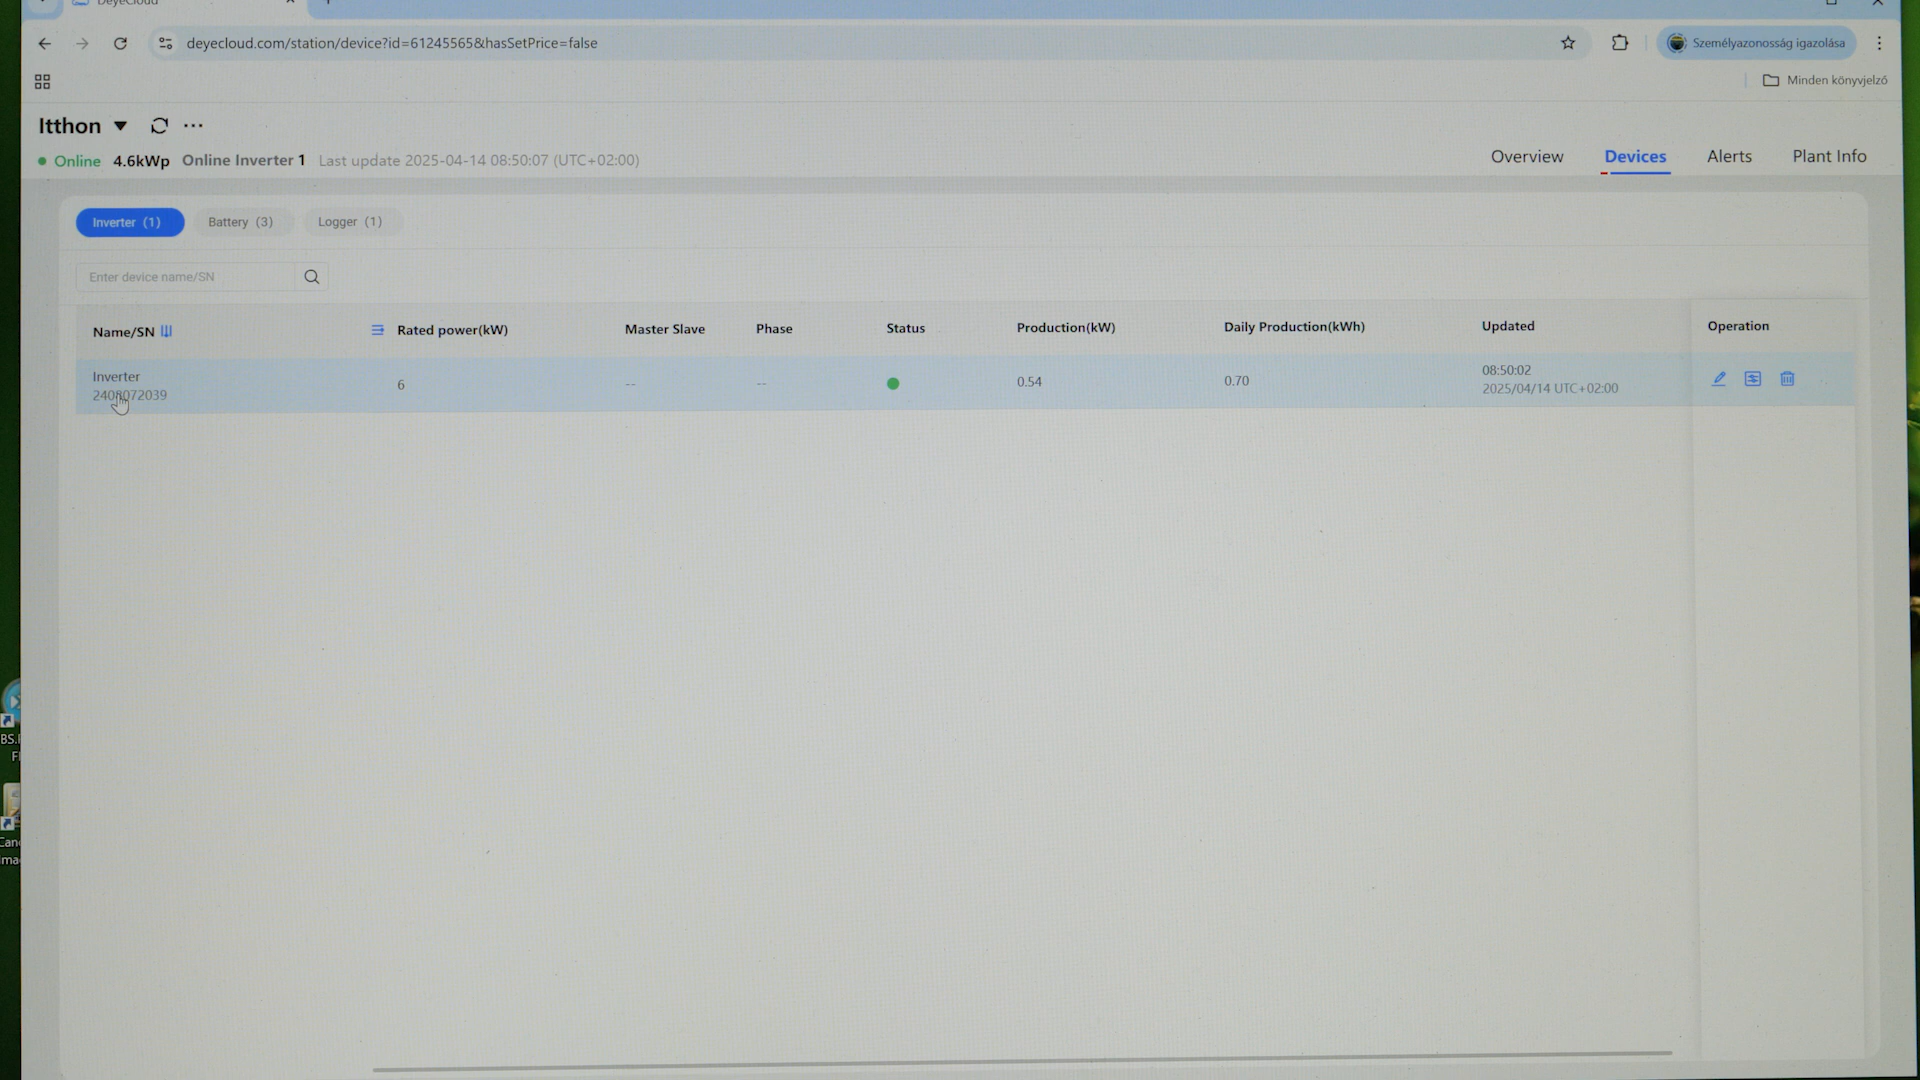 DeyeCloud
deyecloud.com/station/device?id=61245565&hasSetPrice=false
Személyazonosság igazolása
Minden könyvjelző
Itthon
Online 4.6kWp Online Inverter 1 Last update 2025-04-14 08:50:07 (UTC+02:00)
Overview Devices Alerts Plant Info
Inverter (1) Battery (3) Logger (1)
Enter device name/SN
Name/SN Rated power(kW) Master Slave Phase Status Production(kW) Daily Production(kWh) Updated Operation
Inverter
2408072039
6 -- -- 0.54 0.70
08:50:02
2025/04/14 UTC+02:00